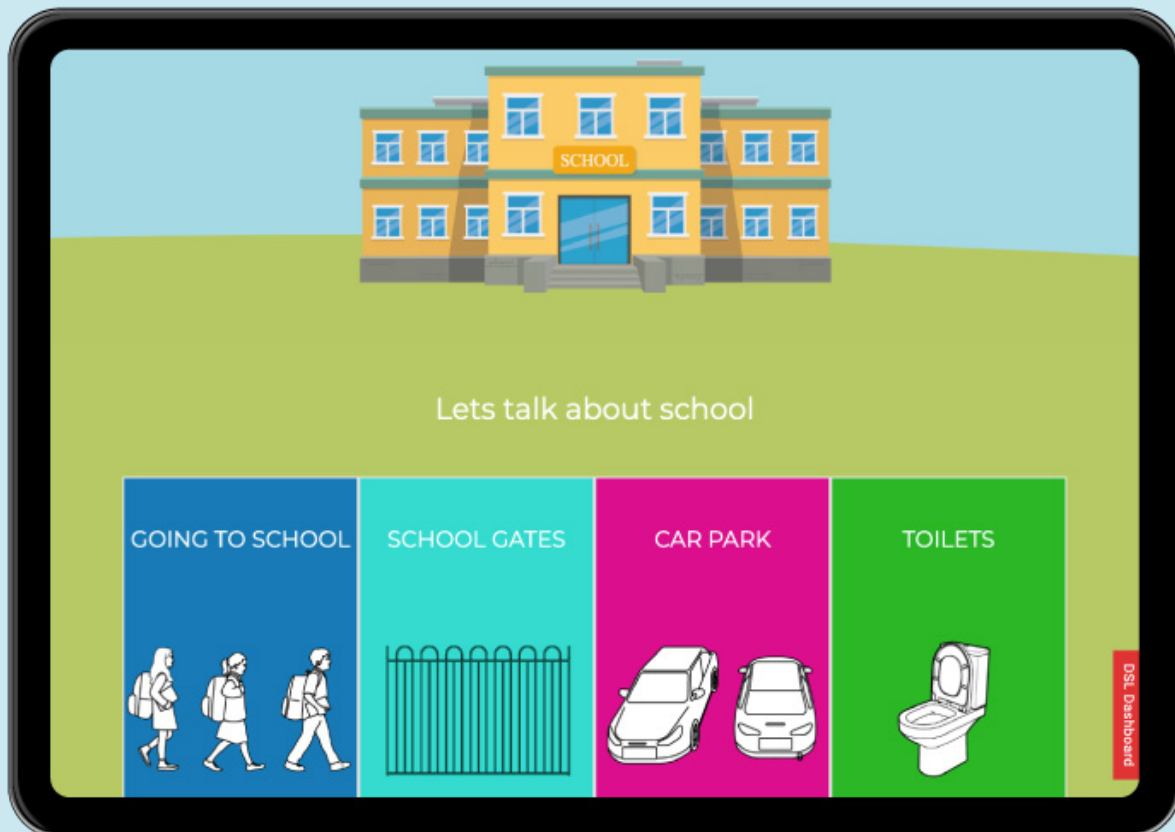 SCHOOL
Lets talk about school
GOING TO SCHOOL
SCHOOL GATES
CAR PARK
TOILETS
DSL Dashboard